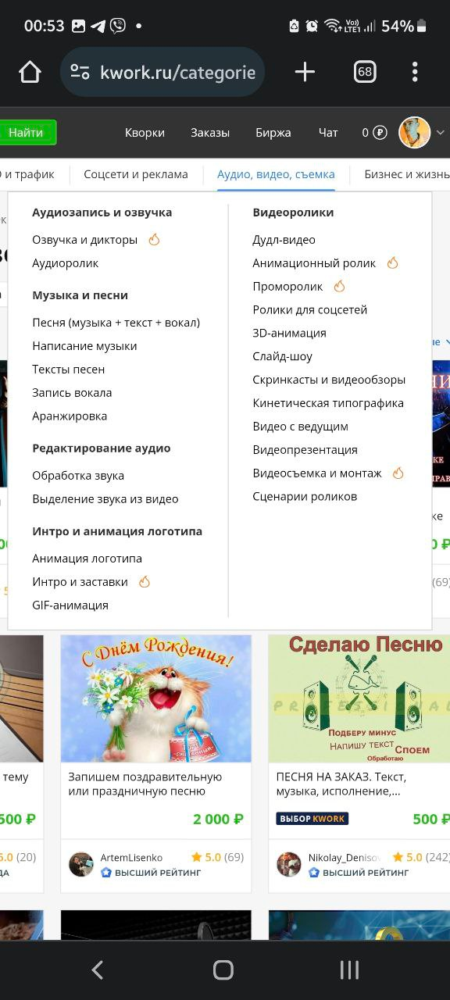 00:53
Vo))
LTE1
54%
kwork.ru/categorie
68
Найти
Кворки
Заказы
Биржа
Чат
0 ₽
и трафик
Соцсети и реклама
Аудио, видео, съемка
Бизнес и жизнь
Аудиозапись и озвучка
Озвучка и дикторы
Аудиоролик
Музыка и песни
Песня (музыка + текст + вокал)
Написание музыки
Тексты песен
Запись вокала
Аранжировка
Редактирование аудио
Обработка звука
Выделение звука из видео
Интро и анимация логотипа
Анимация логотипа
Интро и заставки
GIF-анимация
Видеоролики
Дудл-видео
Анимационный ролик
Проморолик
Ролики для соцсетей
3D-анимация
Слайд-шоу
Скринкасты и видеообзоры
Кинетическая типографика
Видео с ведущим
Видеопрезентация
Видеосъемка и монтаж
Сценарии роликов
(69)
тему
500 ₽
5.0 (20)
С Днём Рождения!
Запишем поздравительную
или праздничную песню
2 000 ₽
ArtemLisenko
5.0 (69)
ВЫСШИЙ РЕЙТИНГ
Сделаю Песню
PROFESSIONAL
Подберу минус
Напишу текст
Споем
Обработаю
ПЕСНЯ НА ЗАКАЗ. Текст,
музыка, исполнение,...
ВЫБОР KWORK
500 ₽
Nikolay_Denisov
5.0 (242)
ВЫСШИЙ РЕЙТИНГ